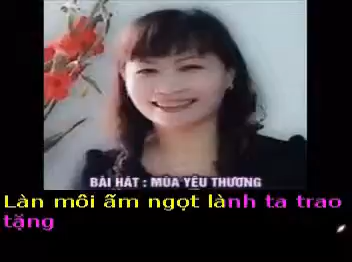 BÀI HÁT : MÙA YÊU THƯƠNG
Làn môi ấm ngọt lành ta trao
tặng